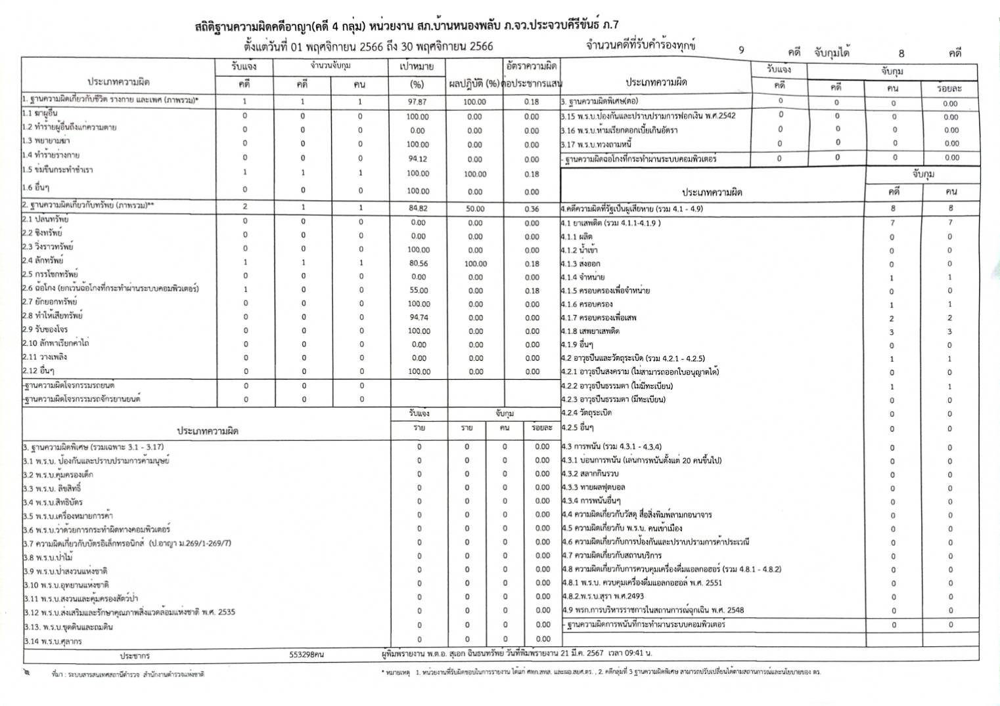 สถิติฐานความผิดคดีอาญา(คดี 4 กลุ่ม) หน่วยงาน สภ.บ้านหนองพลับ ภ.จว.ประจวบคีรีขันธ์ ภ.7
ตั้งแต่วันที่ 01 พฤศจิกายน 2566 ถึง 30 พฤศจิกายน 2566 จำนวนคดีที่รับคำร้องทุกข์ 9 คดี จับกุมได้ 8 คดี
ประเภทความผิด รับแจ้ง จำนวนจับกุม เป้าหมาย ผลปฏิบัติ (%) อัตราความผิด
คดี คดี คน (%) ต่อประชากรแสน
1. ฐานความผิดเกี่ยวกับชีวิต ร่างกาย และเพศ (ภาพรวม)* 1 1 1 97.87 100.00 0.18
1.1 ฆ่าผู้อื่น 0 0 0 100.00 0.00 0.00
1.2 ทำร้ายผู้อื่นถึงแก่ความตาย 0 0 0 0.00 0.00 0.00
1.3 พยายามฆ่า 0 0 0 100.00 0.00 0.00
1.4 ทำร้ายร่างกาย 0 0 0 94.12 0.00 0.00
1.5 ข่มขืนกระทำชำเรา 1 1 1 100.00 100.00 0.18
1.6 อื่นๆ 0 0 0 100.00 0.00 0.00
2. ฐานความผิดเกี่ยวกับทรัพย์ (ภาพรวม)** 2 1 1 84.82 50.00 0.36
2.1 ปล้นทรัพย์ 0 0 0 0.00 0.00 0.00
2.2 ชิงทรัพย์ 0 0 0 0.00 0.00 0.00
2.3 วิ่งราวทรัพย์ 0 0 0 100.00 0.00 0.00
2.4 ลักทรัพย์ 1 1 1 80.56 100.00 0.18
2.5 กรรโชกทรัพย์ 0 0 0 0.00 0.00 0.00
2.6 ฉ้อโกง (ยกเว้นฉ้อโกงที่กระทำผ่านระบบคอมพิวเตอร์) 1 0 0 55.00 0.00 0.18
2.7 ยักยอกทรัพย์ 0 0 0 100.00 0.00 0.00
2.8 ทำให้เสียทรัพย์ 0 0 0 94.74 0.00 0.00
2.9 รับของโจร 0 0 0 100.00 0.00 0.00
2.10 ลักพาเรียกค่าไถ่ 0 0 0 0.00 0.00 0.00
2.11 วางเพลิง 0 0 0 0.00 0.00 0.00
2.12 อื่นๆ 0 0 0 100.00 0.00 0.00
-ฐานความผิดโจรกรรมรถยนต์ 0 0 0
-ฐานความผิดโจรกรรมรถจักรยานยนต์ 0 0 0
ประเภทความผิด รับแจ้ง จับกุม
ราย ราย คน ร้อยละ
3. ฐานความผิดพิเศษ (รวมเฉพาะ 3.1 - 3.17) 0 0 0 0.00
3.1 พ.ร.บ. ป้องกันและปราบปรามการค้ามนุษย์ 0 0 0 0.00
3.2 พ.ร.บ.คุ้มครองเด็ก 0 0 0 0.00
3.3 พ.ร.บ. ลิขสิทธิ์ 0 0 0 0.00
3.4 พ.ร.บ.สิทธิบัตร 0 0 0 0.00
3.5 พ.ร.บ.เครื่องหมายการค้า 0 0 0 0.00
3.6 พ.ร.บ.ว่าด้วยการกระทำผิดทางคอมพิวเตอร์ 0 0 0 0.00
3.7 ความผิดเกี่ยวกับบัตรอิเล็กทรอนิกส์ (ป.อาญา ม.269/1-269/7) 0 0 0 0.00
3.8 พ.ร.บ.ป่าไม้ 0 0 0 0.00
3.9 พ.ร.บ.ป่าสงวนแห่งชาติ 0 0 0 0.00
3.10 พ.ร.บ.อุทยานแห่งชาติ 0 0 0 0.00
3.11 พ.ร.บ.สงวนและคุ้มครองสัตว์ป่า 0 0 0 0.00
3.12 พ.ร.บ.ส่งเสริมและรักษาคุณภาพสิ่งแวดล้อมแห่งชาติ พ.ศ. 2535 0 0 0 0.00
3.13. พ.ร.บ.ขุดดินและถมดิน 0 0 0 0.00
3.14 พ.ร.บ.ศุลากร 0 0 0 0.00
ประเภทความผิด รับแจ้ง จับกุม
คดี คดี คน ร้อยละ
3. ฐานความผิดพิเศษ(ต่อ) 0 0 0 0.00
3.15 พ.ร.บ.ป้องกันและปราบปรามการฟอกเงิน พ.ศ.2542 0 0 0 0.00
3.16 พ.ร.บ.ห้ามเรียกดอกเบี้ยเกินอัตรา 0 0 0 0.00
3.17 พ.ร.บ.ทวงถามหนี้ 0 0 0 0.00
- ฐานความผิดฉ้อโกงที่กระทำผ่านระบบคอมพิวเตอร์ 0 0 0 0.00
ประเภทความผิด จับกุม
คดี คน
4.คดีความผิดที่รัฐเป็นผู้เสียหาย (รวม 4.1 - 4.9) 8 8
4.1 ยาเสพติด (รวม 4.1.1-4.1.9 ) 7 7
4.1.1 ผลิต 0 0
4.1.2 นำเข้า 0 0
4.1.3 ส่งออก 0 0
4.1.4 จำหน่าย 1 1
4.1.5 ครอบครองเพื่อจำหน่าย 0 0
4.1.6 ครอบครอง 1 1
4.1.7 ครอบครองเพื่อเสพ 2 2
4.1.8 เสพยาเสพติด 3 3
4.1.9 อื่นๆ 0 0
4.2 อาวุธปืนและวัตถุระเบิด (รวม 4.2.1 - 4.2.5) 1 1
4.2.1 อาวุธปืนสงคราม (ไม่สามารถออกใบอนุญาตได้) 0 0
4.2.2 อาวุธปืนธรรมดา (ไม่มีทะเบียน) 1 1
4.2.3 อาวุธปืนธรรมดา (มีทะเบียน) 0 0
4.2.4 วัตถุระเบิด 0 0
4.2.5 อื่นๆ 0 0
4.3 การพนัน (รวม 4.3.1 - 4.3.4) 0 0
4.3.1 บ่อนการพนัน (เล่นการพนันตั้งแต่ 20 คนขึ้นไป) 0 0
4.3.2 สลากกินรวบ 0 0
4.3.3 ทายผลฟุตบอล 0 0
4.3.4 การพนันอื่นๆ 0 0
4.4 ความผิดเกี่ยวกับวัสดุ สื่อสิ่งพิมพ์ลามกอนาจาร 0 0
4.5 ความผิดเกี่ยวกับ พ.ร.บ. คนเข้าเมือง 0 0
4.6 ความผิดเกี่ยวกับการป้องกันและปราบปรามการค้าประเวณี 0 0
4.7 ความผิดเกี่ยวกับสถานบริการ 0 0
4.8 ความผิดเกี่ยวกับการควบคุมเครื่องดื่มแอลกอฮอร์ (รวม 4.8.1 - 4.8.2) 0 0
4.8.1 พ.ร.บ. ควบคุมเครื่องดื่มแอลกอฮอล์ พ.ศ. 2551 0 0
4.8.2.พ.ร.บ.สุรา พ.ศ.2493 0 0
4.9 พรก.การบริหารราชการในสถานการณ์ฉุกเฉิน พ.ศ. 2548 0 0
- ฐานความผิดการพนันที่กระทำผ่านระบบคอมพิวเตอร์ 0 0
ประชากร 553298คน ผู้พิมพ์รายงาน พ.ต.อ. สุเอก ฉินธนทรัพย์ วันที่พิมพ์รายงาน 21 มี.ค. 2567 เวลา 09:41 น.
ที่มา : ระบบสารสนเทศสถานีตำรวจ สำนักงานตำรวจแห่งชาติ
* หมายเหตุ 1. หน่วยงานที่รับผิดชอบในการรายงาน ได้แก่ ศทก.สทส. และผอ.สยศ.ตร. , 2. คดีกลุ่มที่ 3 ฐานความผิดพิเศษ สามารถปรับเปลี่ยนได้ตามสถานการณ์และนโยบายของ ตร.